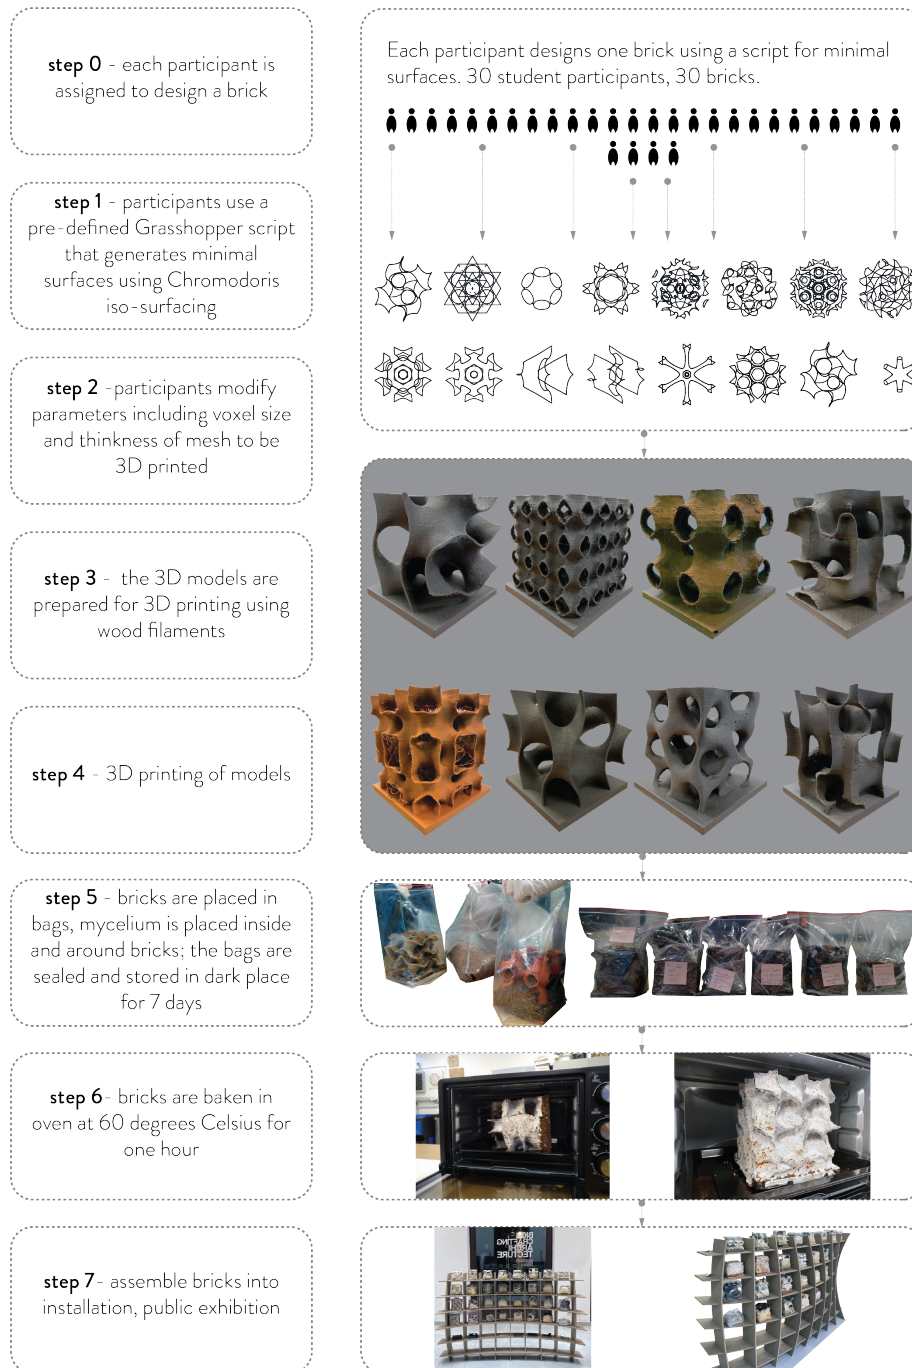 step 0 - each participant is
assigned to design a brick
Each participant designs one brick using a script for minimal
surfaces. 30 student participants, 30 bricks.
step 1 - participants use a
pre-defined Grasshopper script
that generates minimal
surfaces using Chromodoris
iso-surfacing
step 2 -participants modify
parameters including voxel size
and thinkness of mesh to be
3D printed
step 3 - the 3D models are
prepared for 3D printing using
wood filaments
step 4 - 3D printing of models
step 5 - bricks are placed in
bags, mycelium is placed inside
and around bricks; the bags are
sealed and stored in dark place
for 7 days
step 6- bricks are baken in
oven at 60 degrees Celsius for
one hour
step 7- assemble bricks into
installation, public exhibition
BIO
CRAFTING
ARCHI
TECTURE